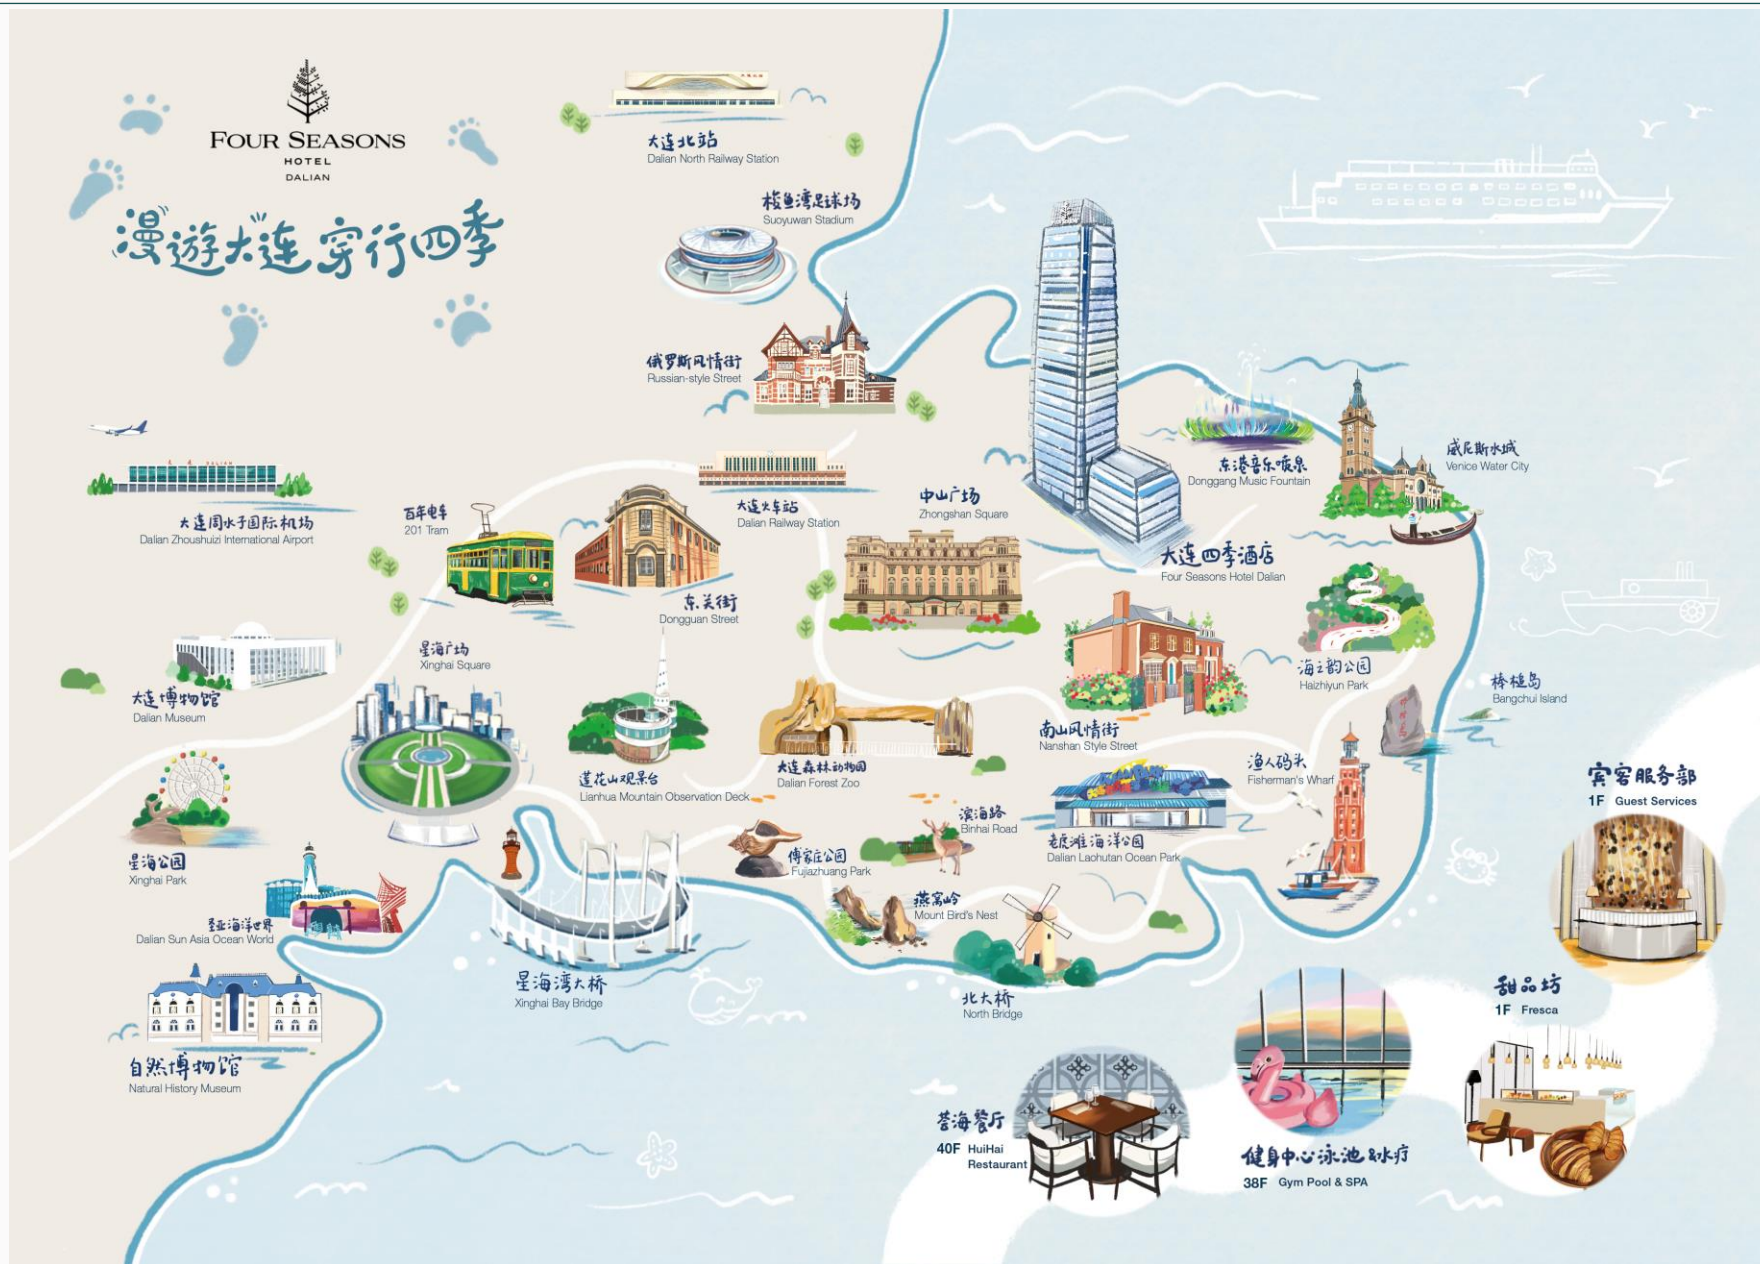 FOUR SEASONS
HOTEL
DALIAN
漫遊大连 穿行四季
大连北站
Dalian North Railway Station
梭鱼湾足球场
Suoyuwan Stadium
俄罗斯风情街
Russian-style Street
东港音乐喷泉
Donggang Music Fountain
威尼斯水城
Venice Water City
大连周水子国际机场
Dalian Zhoushuizi International Airport
百年电车
201 Tram
大连火车站
Dalian Railway Station
中山广场
Zhongshan Square
大连四季酒店
Four Seasons Hotel Dalian
东关街
Dongguan Street
星海广场
Xinghai Square
大连博物馆
Dalian Museum
海之韵公园
Haizhiyun Park
棒棰岛
Bangchui Island
南山风情街
Nanshan Style Street
渔人码头
Fisherman's Wharf
莲花山观景台
Lianhua Mountain Observation Deck
大连森林动物园
Dalian Forest Zoo
星海公园
Xinghai Park
傅家庄公园
Fujiazhuang Park
滨海路
Binhai Road
老虎滩海洋公园
Dalian Laohutan Ocean Park
圣亚海洋世界
Dalian Sun Asia Ocean World
燕窝岭
Mount Bird's Nest
星海湾大桥
Xinghai Bay Bridge
北大桥
North Bridge
自然博物馆
Natural History Museum
宾客服务部
1F Guest Services
甜品坊
1F Fresca
荟海餐厅
40F HuiHai
Restaurant
健身中心泳池&水疗
38F Gym Pool & SPA